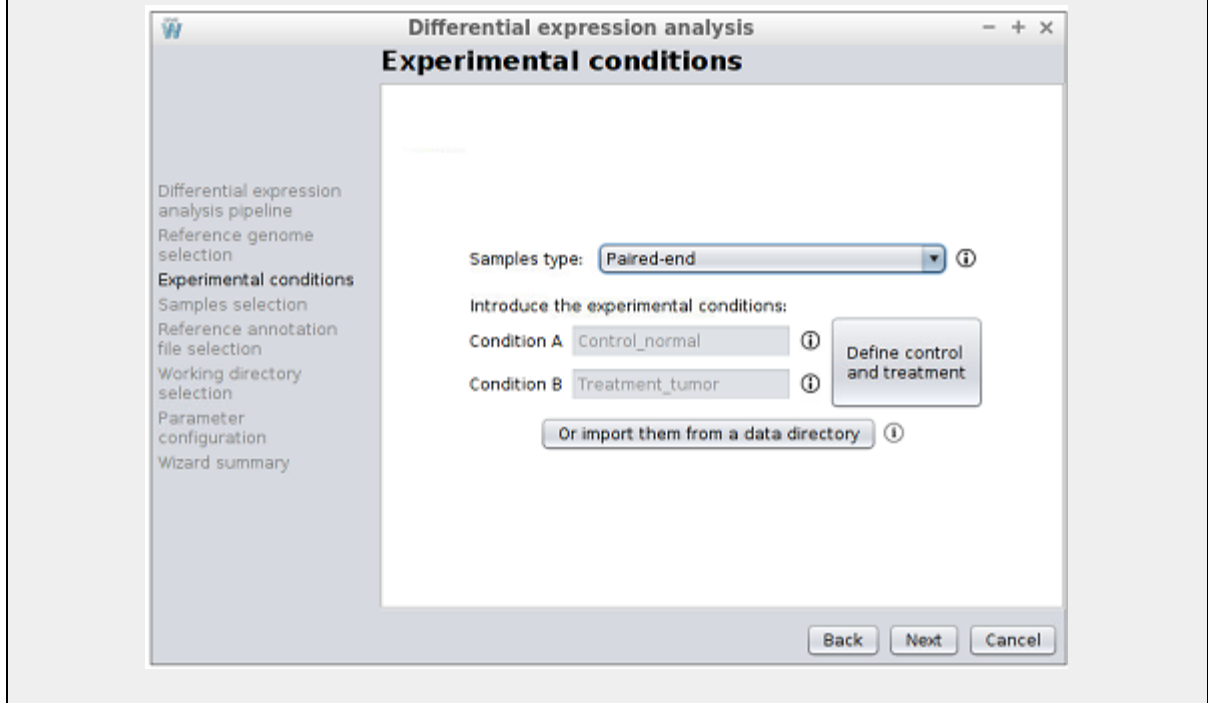 Differential expression analysis
Experimental conditions
Differential expression
analysis pipeline
Reference genome
selection
Experimental conditions
Samples selection
Reference annotation
file selection
Working directory
selection
Parameter
configuration
Wizard summary
Samples type: Paired-end
Introduce the experimental conditions:
Condition A Control_normal
Condition B Treatment_tumor
Define control
and treatment
Or import them from a data directory
Back Next Cancel